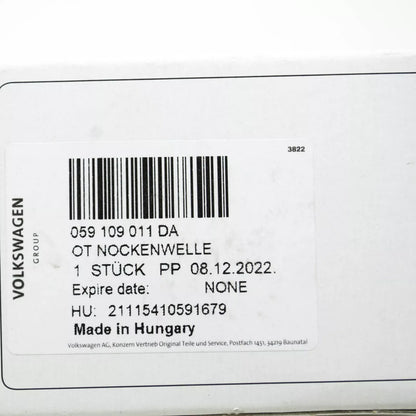 VOLKSWAGEN
GROUP
3822
059 109 011 DA
OT NOCKENWELLE
1 STÜCK PP 08.12.2022.
Expire date: NONE
HU: 21115410591679
Made in Hungary
Volkswagen AG, Konzern Vertrieb Original Teile und Service, Postfach 1451, 34219 Baunatal